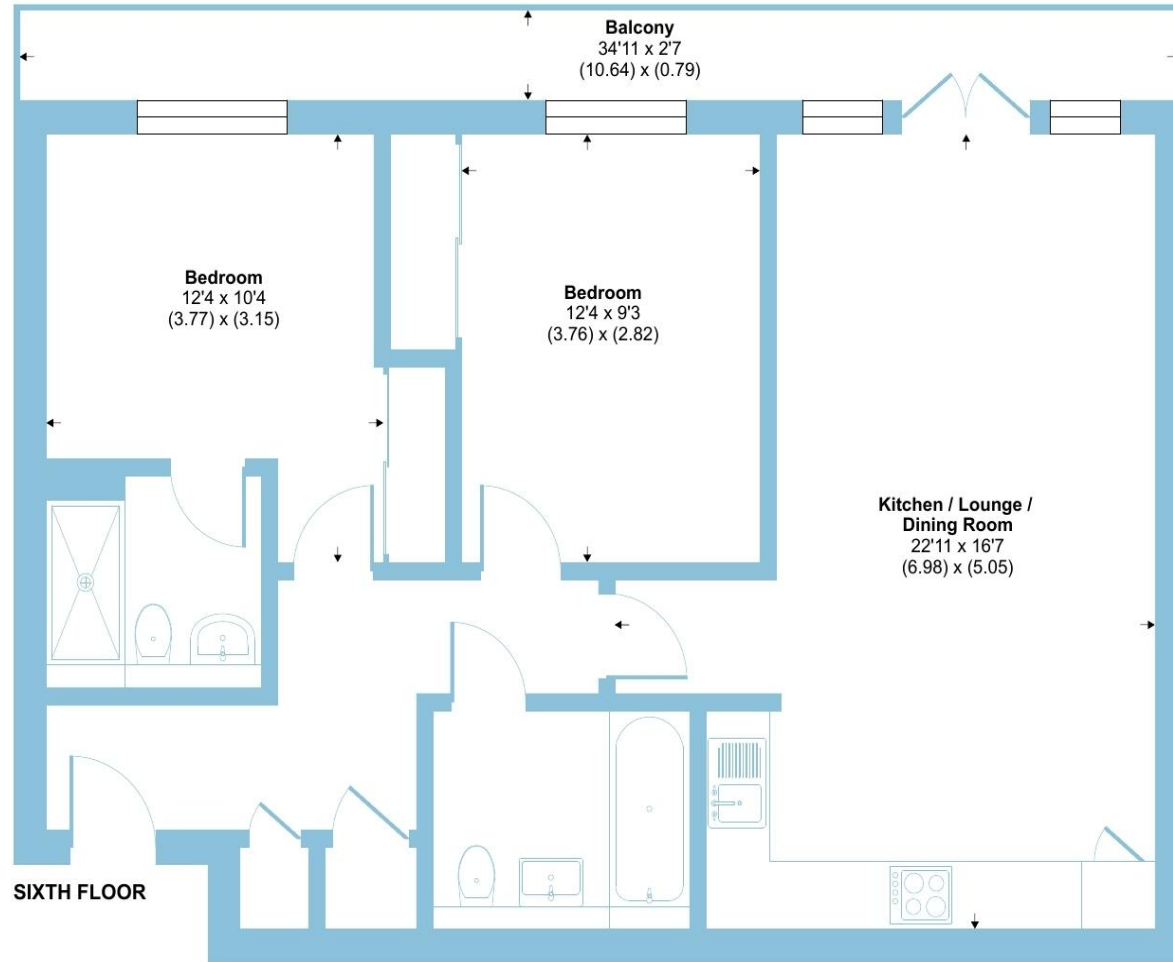 Balcony
34'11 x 2'7
(10.64) x (0.79)
Bedroom
12'4 x 10'4
(3.77) x (3.15)
Bedroom
12'4 x 9'3
(3.76) x (2.82)
Kitchen / Lounge /
Dining Room
22'11 x 16'7
(6.98) x (5.05)
SIXTH FLOOR